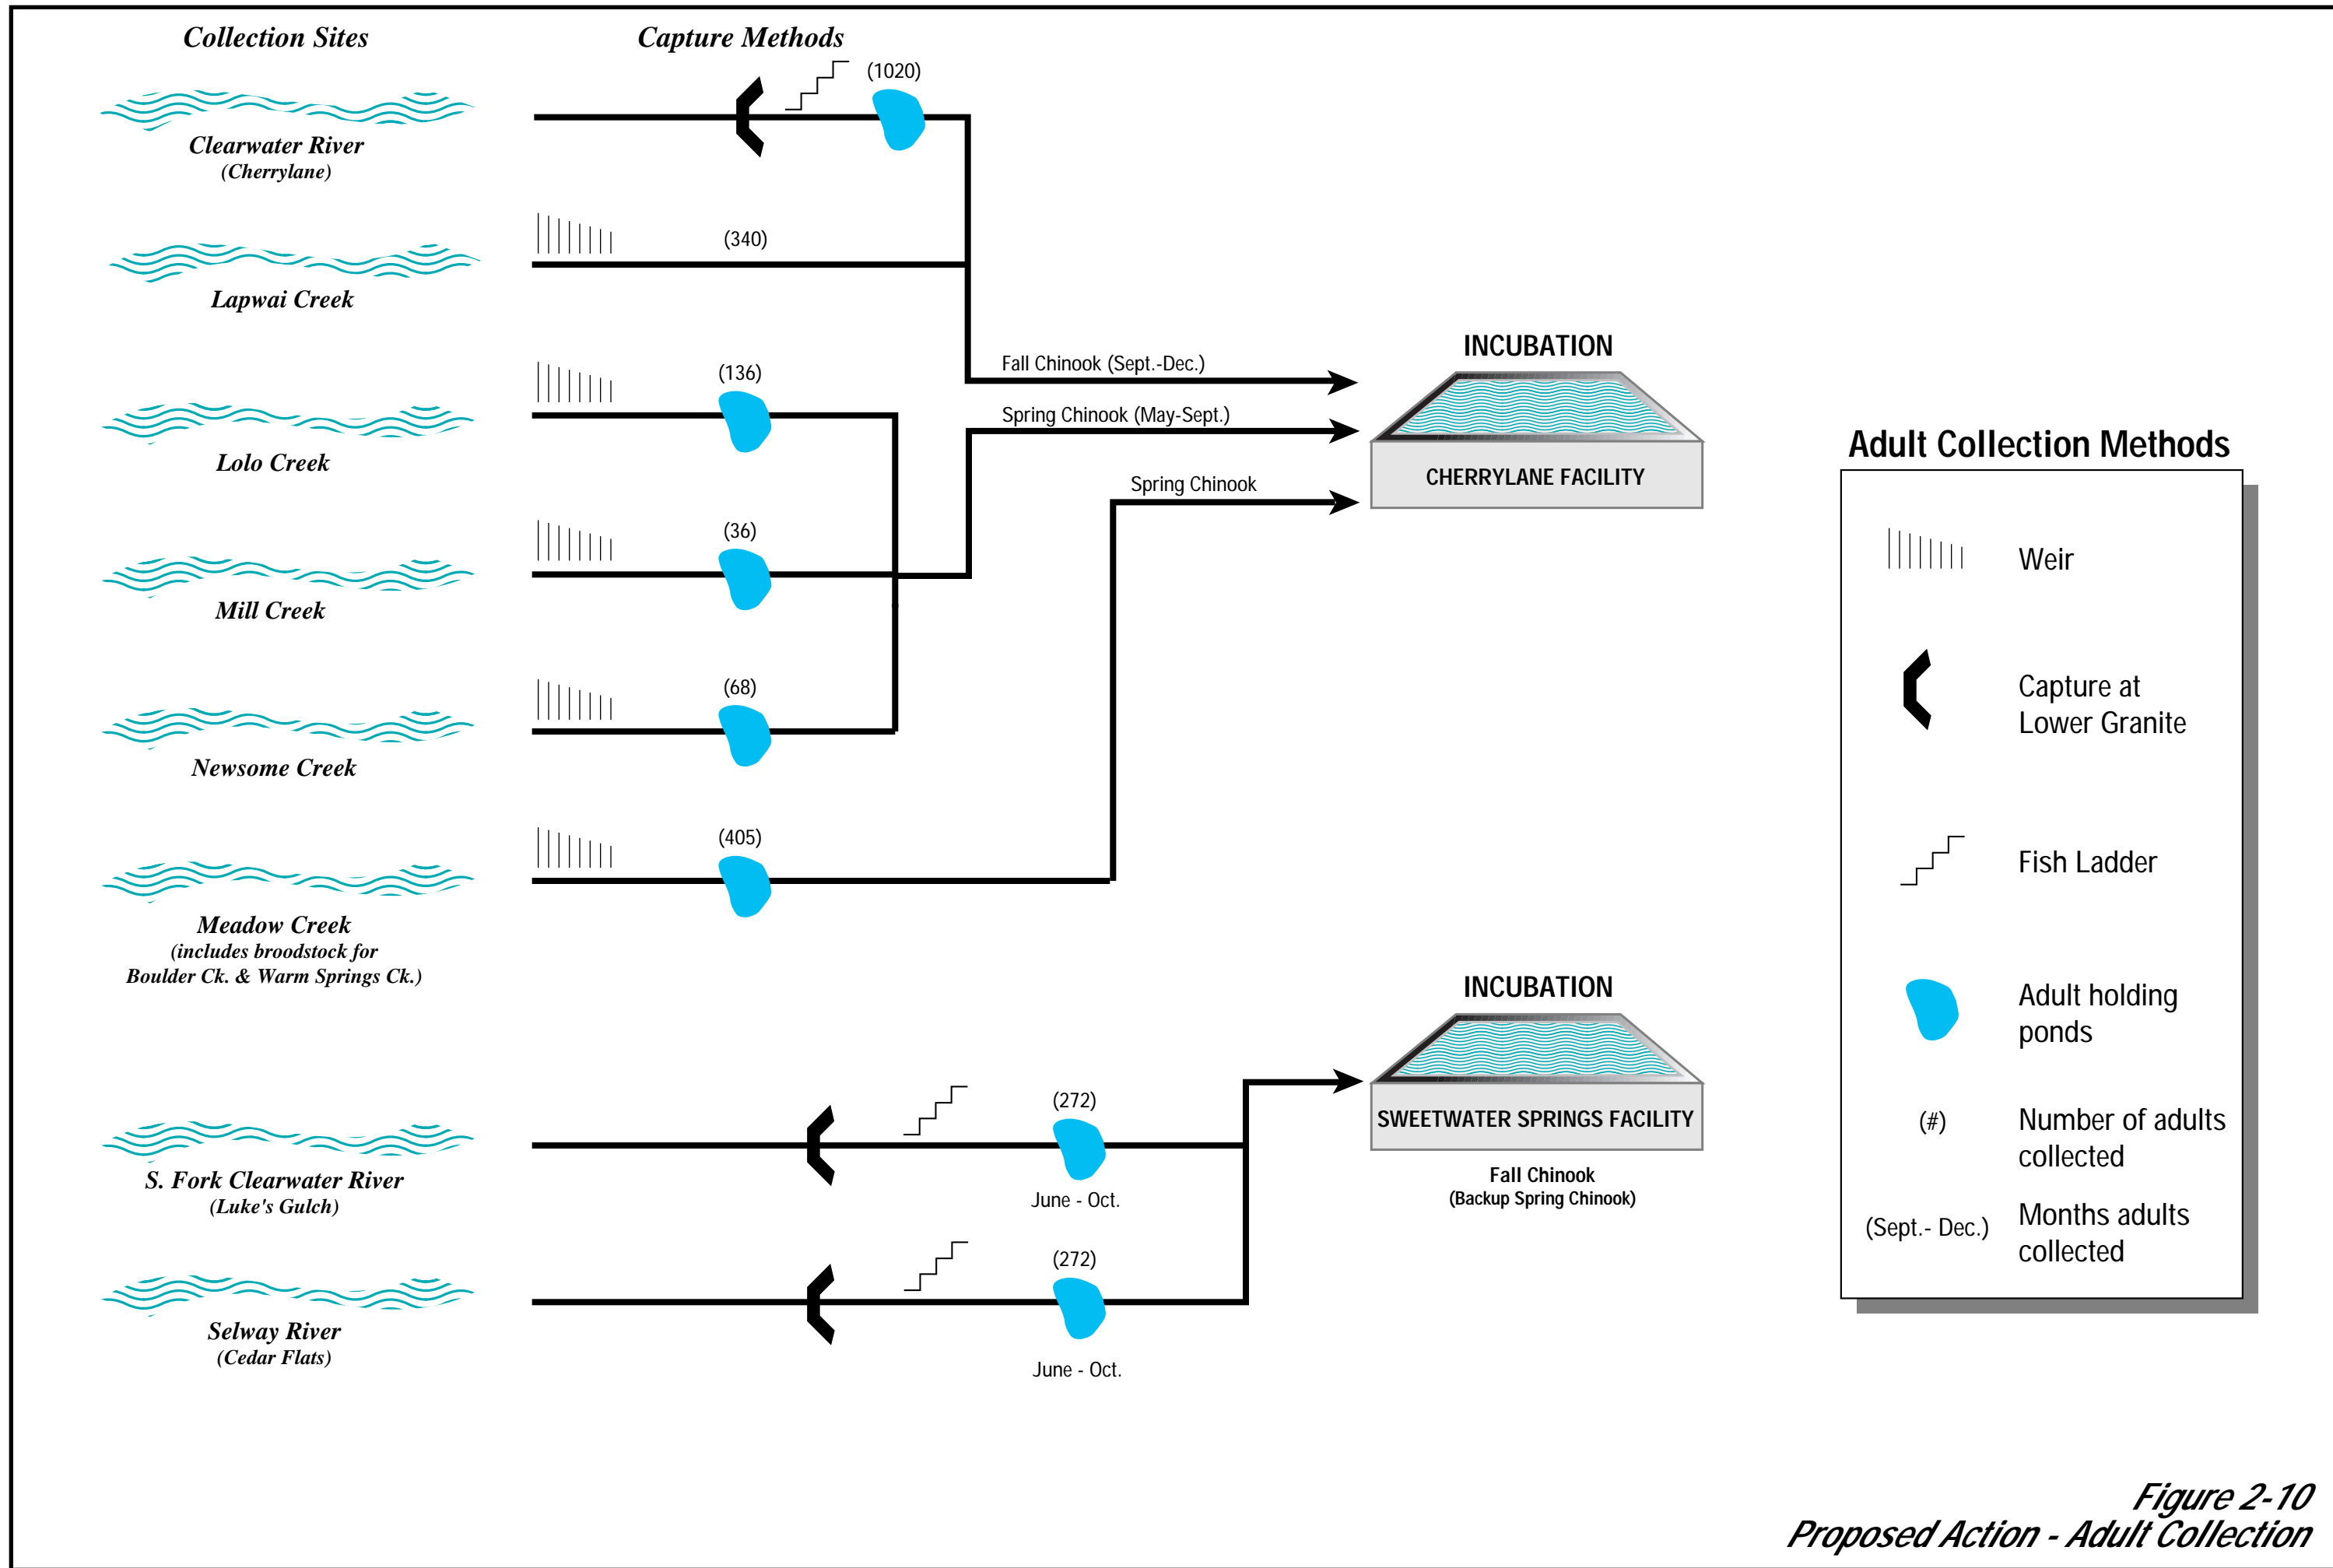 Collection Sites
Capture Methods
(1020)
Clearwater River
(Cherrylane)
(340)
Lapwai Creek
(136)
Lolo Creek
(36)
Mill Creek
(68)
Newsome Creek
(405)
Meadow Creek
(includes broodstock for
Boulder Ck. & Warm Springs Ck.)
Fall Chinook (Sept.-Dec.)
Spring Chinook (May-Sept.)
Spring Chinook
INCUBATION
CHERRYLANE FACILITY
(272)
S. Fork Clearwater River
(Luke's Gulch)
June - Oct.
(272)
Selway River
(Cedar Flats)
June - Oct.
INCUBATION
SWEETWATER SPRINGS FACILITY
Fall Chinook
(Backup Spring Chinook)
Adult Collection Methods
Weir
Capture at
Lower Granite
Fish Ladder
Adult holding
ponds
(#)
Number of adults
collected
(Sept.- Dec.)
Months adults
collected
Figure 2-10
Proposed Action - Adult Collection